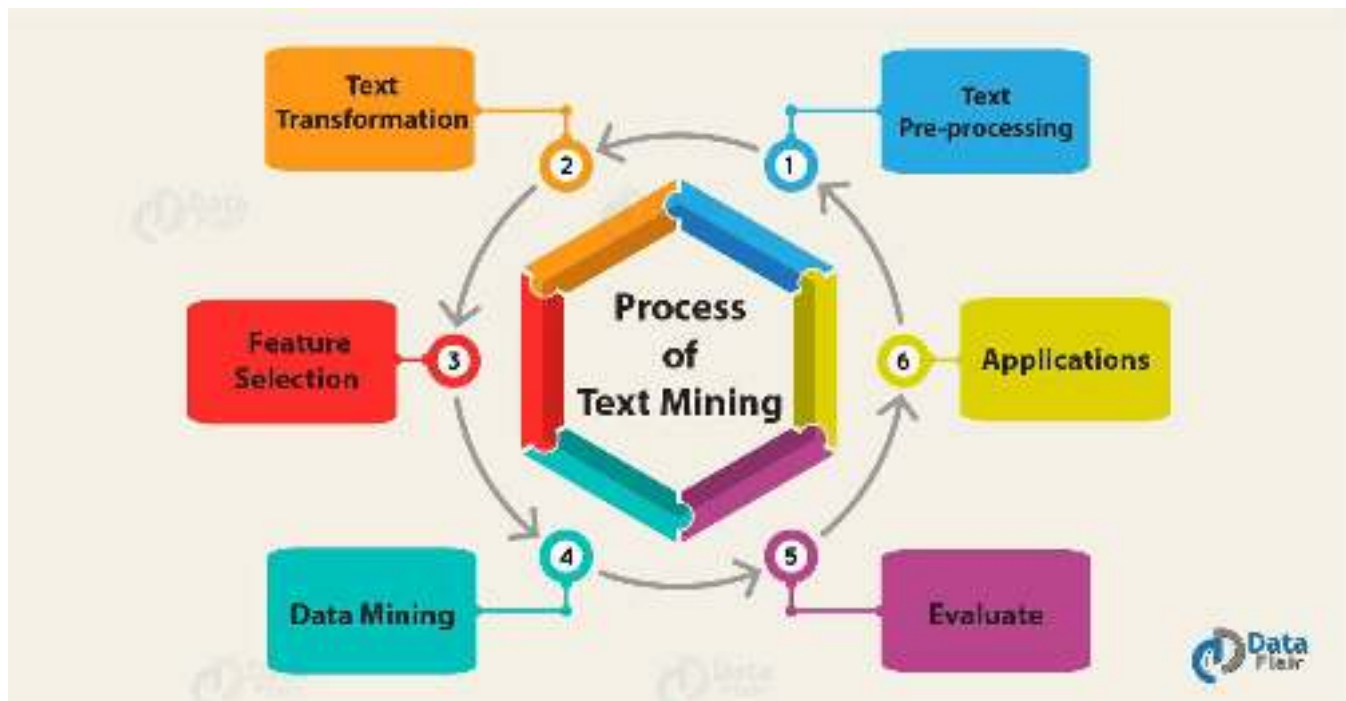 Process
of
Text Mining
1
Text
Pre-processing
2
Text
Transformation
3
Feature
Selection
4
Data Mining
5
Evaluate
6
Applications
Data
Flair